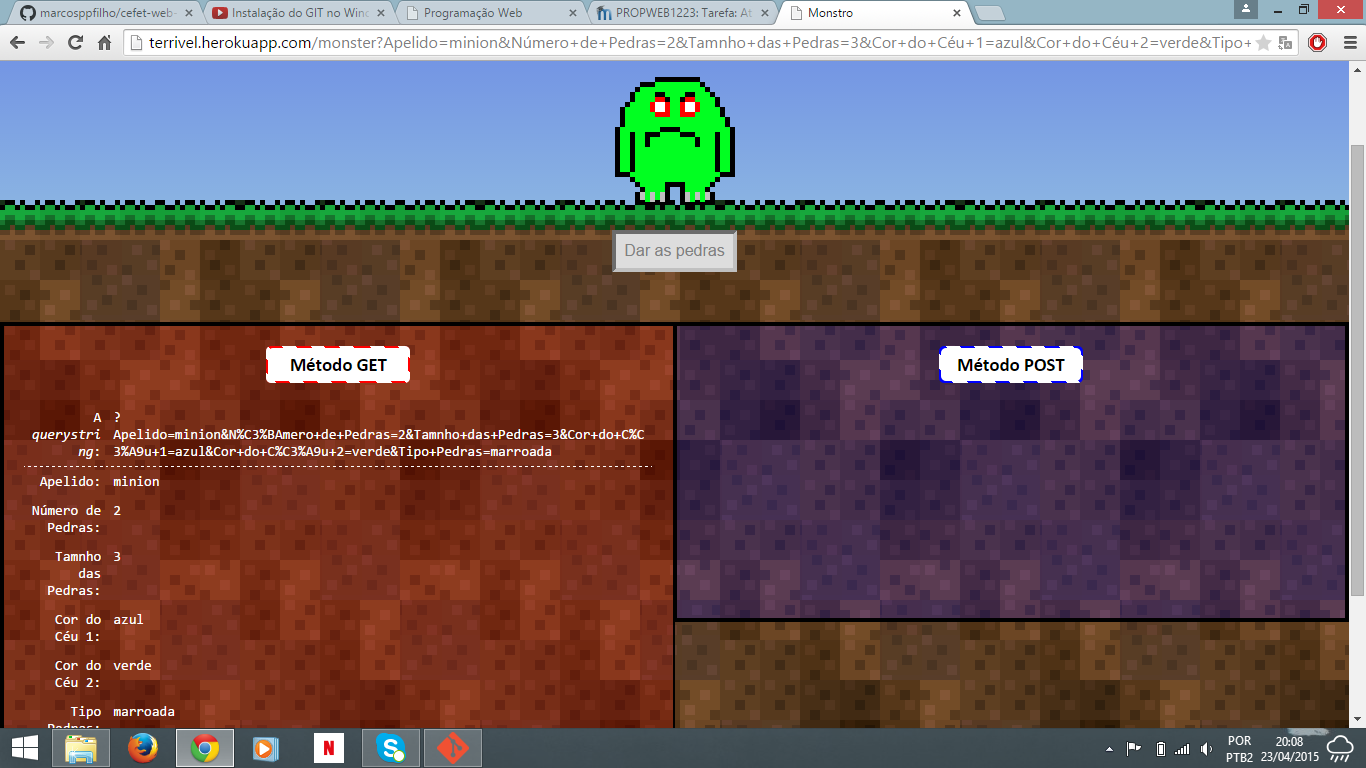 marcosppfilho/cefet-web-
Instalação do GIT no Winc
Programação Web
PROPWEB1223: Tarefa: At
Monstro
terrivel.herokuapp.com/monster?Apelido=minion&Número+de+Pedras=2&Tamnho+das+Pedras=3&Cor+do+Céu+1=azul&Cor+do+Céu+2=verde&Tipo+
Dar as pedras
Método GET
Método POST
A ?
querystri Apelido=minion&N%C3%BAmero+de+Pedras=2&Tamnho+das+Pedras=3&Cor+do+C%C
ng: 3%A9u+1=azul&Cor+do+C%C3%A9u+2=verde&Tipo+Pedras=marroada
Apelido: minion
Número de 2
Pedras:
Tamnho 3
das
Pedras:
Cor do azul
Céu 1:
Cor do verde
Céu 2:
Tipo marroada
Pedras:
N
S
POR 20:08
PTB2 23/04/2015